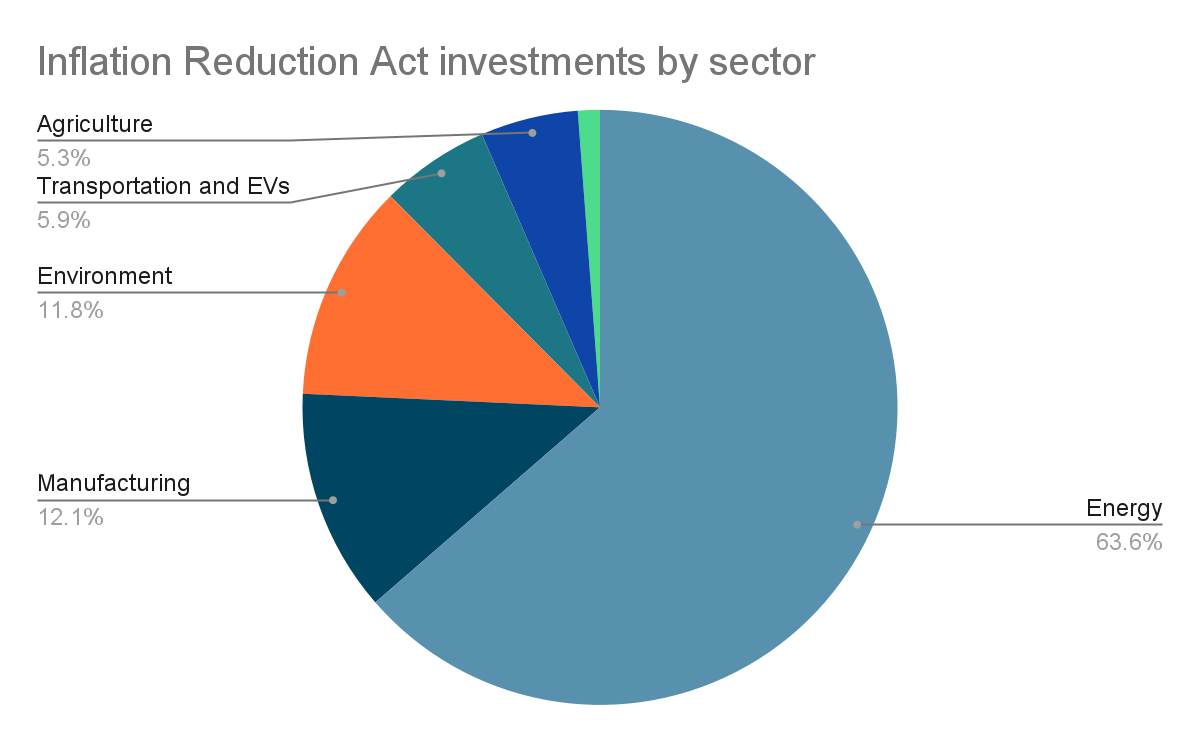 Inflation Reduction Act investments by sector
Agriculture
5.3%
Transportation and EVs
5.9%
Environment
11.8%
Manufacturing
12.1%
Energy
63.6%